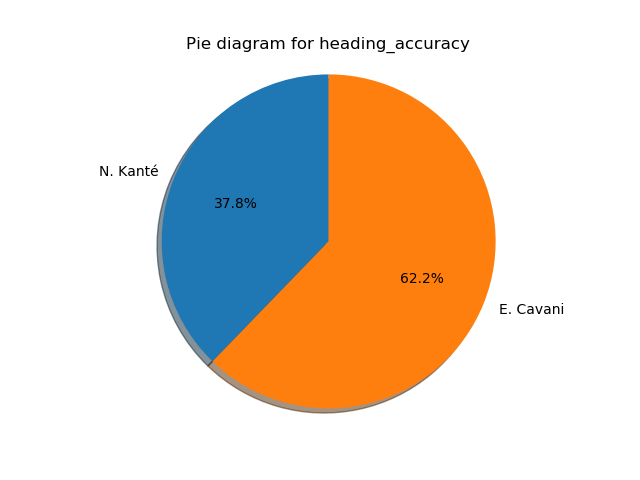 Pie diagram for heading_accuracy
N. Kanté
37.8%
62.2%
E. Cavani